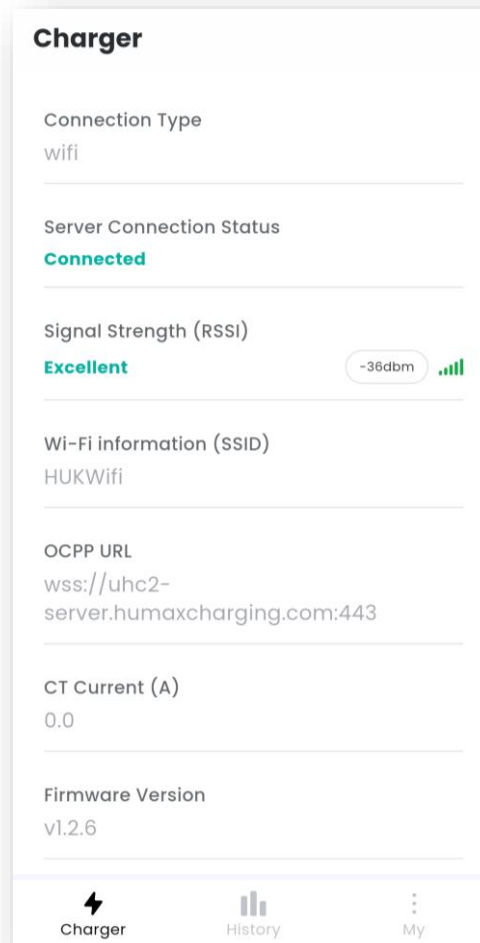 Charger
Connection Type
wifi
Server Connection Status
Connected
Signal Strength (RSSI)
Excellent
-36dbm
Wi-Fi information (SSID)
HUKWifi
OCPP URL
wss://uhc2-
server.humaxcharging.com:443
CT Current (A)
0.0
Firmware Version
v1.2.6
Charger
History
My